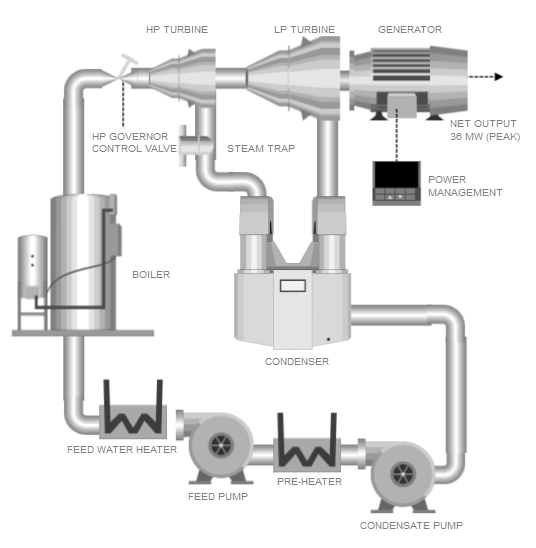 HP TURBINE
LP TURBINE
GENERATOR
HP GOVERNOR
CONTROL VALVE
STEAM TRAP
NET OUTPUT
36 MW (PEAK)
POWER
MANAGEMENT
BOILER
CONDENSER
FEED WATER HEATER
FEED PUMP
PRE-HEATER
CONDENSATE PUMP